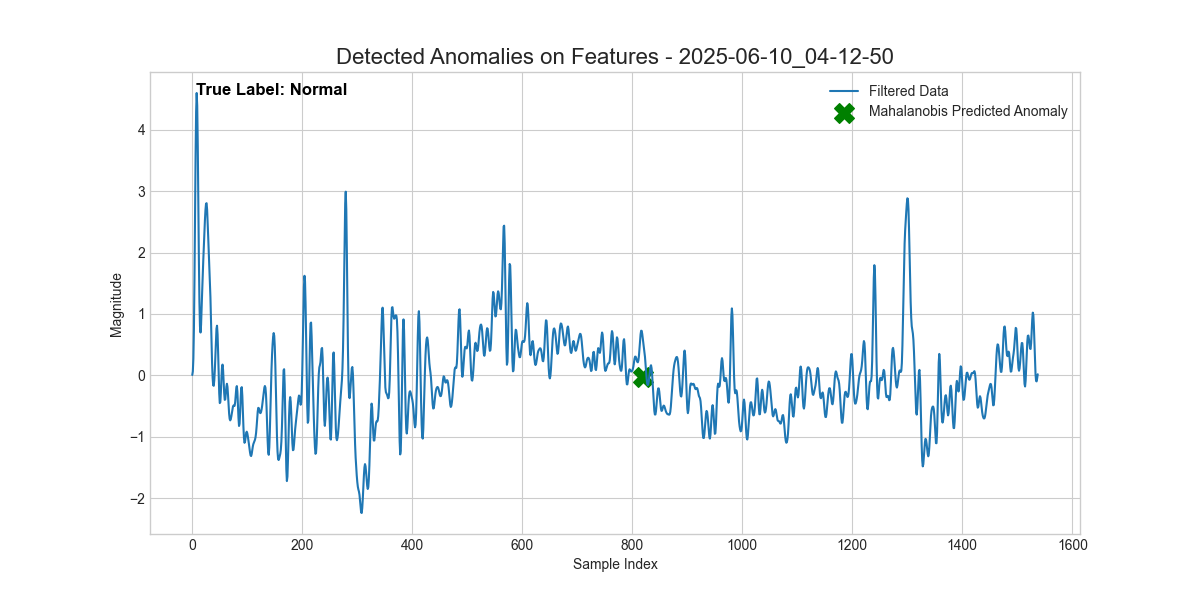 Detected Anomalies on Features - 2025-06-10_04-12-50
True Label: Normal
Filtered Data
Mahalanobis Predicted Anomaly
Magnitude
4
3
2
1
0
−1
−2
0 200 400 600 800 1000 1200 1400 1600
Sample Index